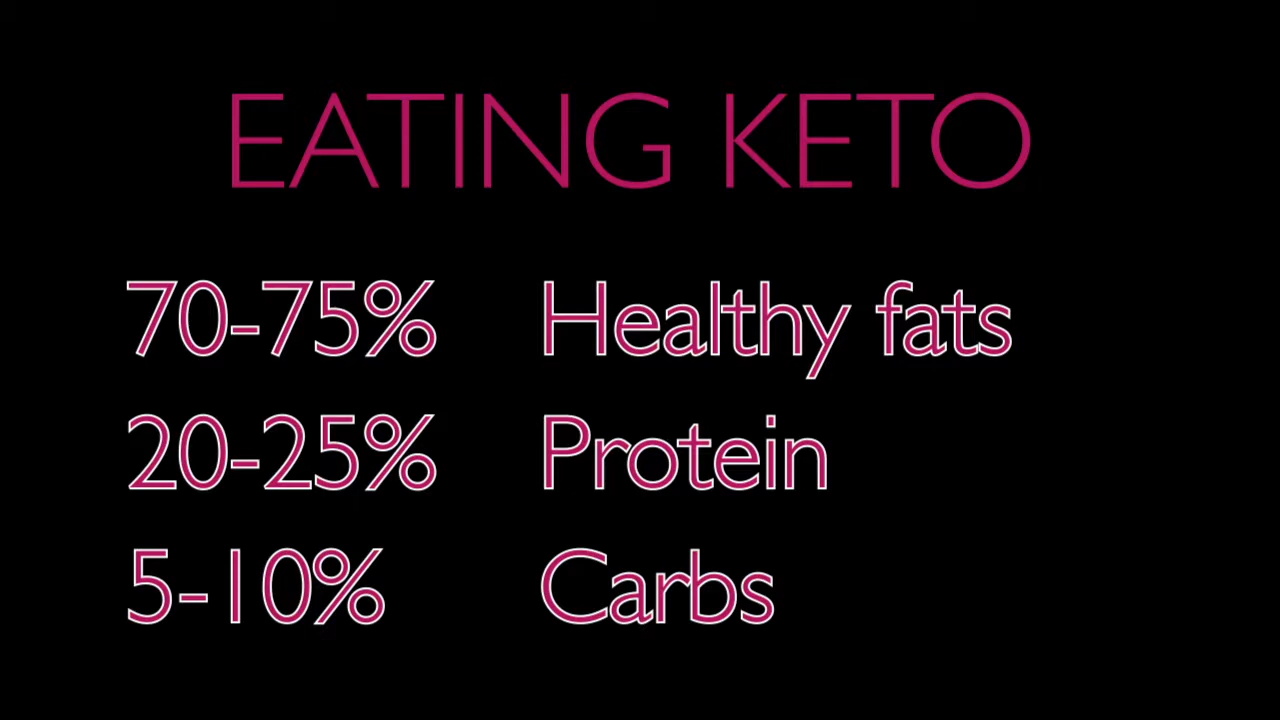 EATING KETO
70-75% Healthy fats
20-25% Protein
5-10% Carbs